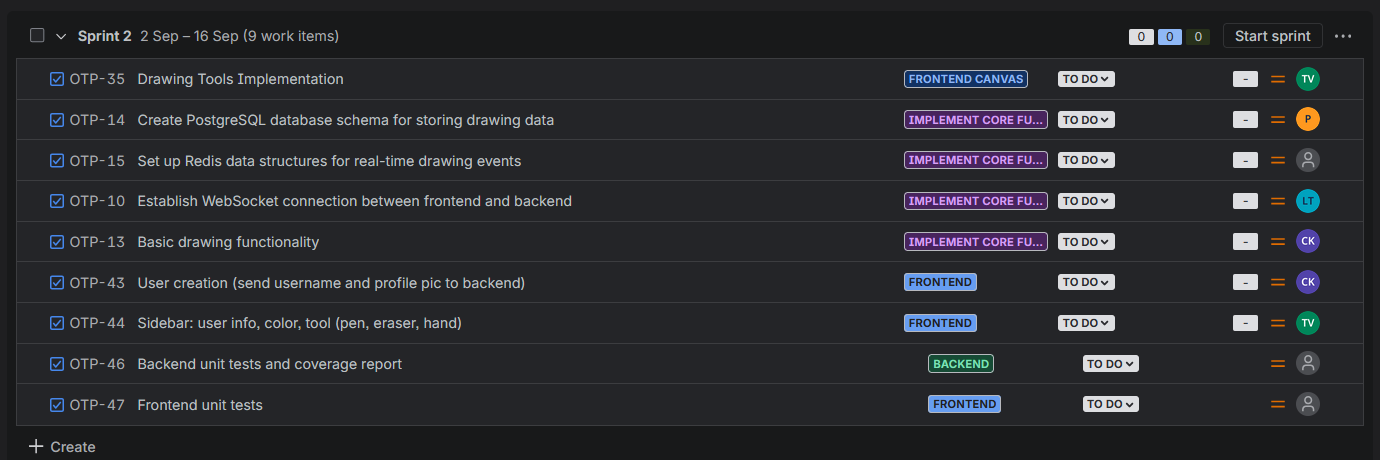 Sprint 2 2 Sep – 16 Sep (9 work items) 0 0 0 Start sprint
OTP-35 Drawing Tools Implementation FRONTEND CANVAS TO DO - TV
OTP-14 Create PostgreSQL database schema for storing drawing data IMPLEMENT CORE FU... TO DO - P
OTP-15 Set up Redis data structures for real-time drawing events IMPLEMENT CORE FU... TO DO -
OTP-10 Establish WebSocket connection between frontend and backend IMPLEMENT CORE FU... TO DO - LT
OTP-13 Basic drawing functionality IMPLEMENT CORE FU... TO DO - CK
OTP-43 User creation (send username and profile pic to backend) FRONTEND TO DO - CK
OTP-44 Sidebar: user info, color, tool (pen, eraser, hand) FRONTEND TO DO - TV
OTP-46 Backend unit tests and coverage report BACKEND TO DO
OTP-47 Frontend unit tests FRONTEND TO DO
+ Create